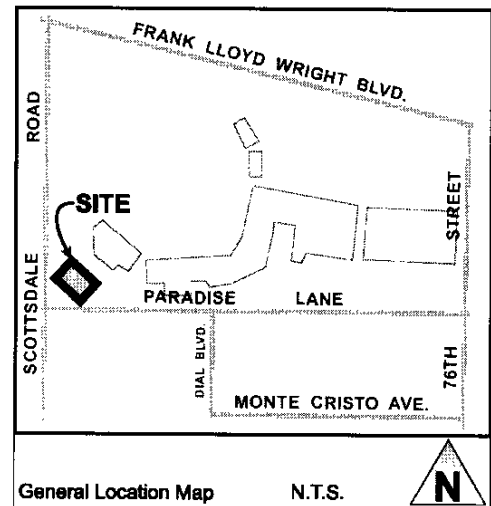 FRANK LLOYD WRIGHT BLVD.
SCOTTSDALE ROAD
SITE
76TH STREET
PARADISE LANE
DIAL BLVD.
MONTE CRISTO AVE.
General Location Map N.T.S.
N